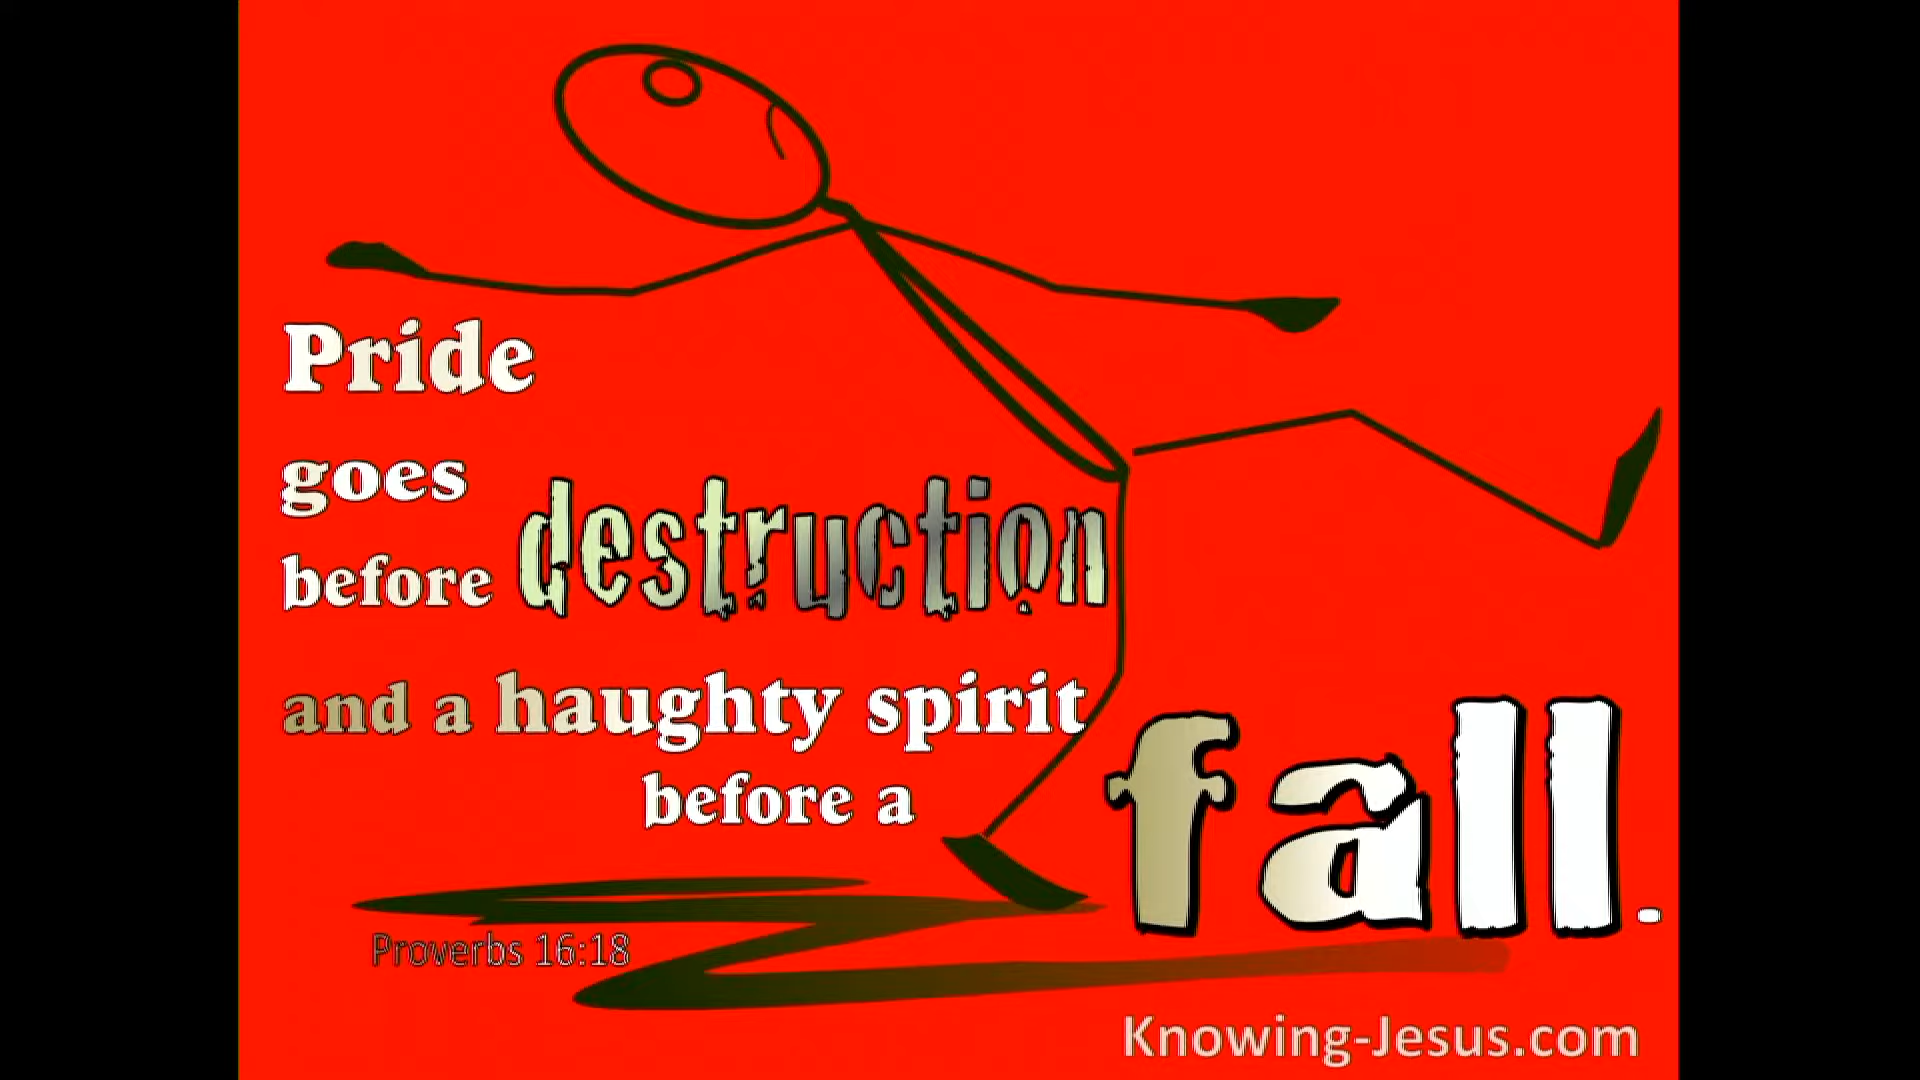 Pride
goes
before destruction
and a haughty spirit
before a fall.
Proverbs 16:18
Knowing-Jesus.com